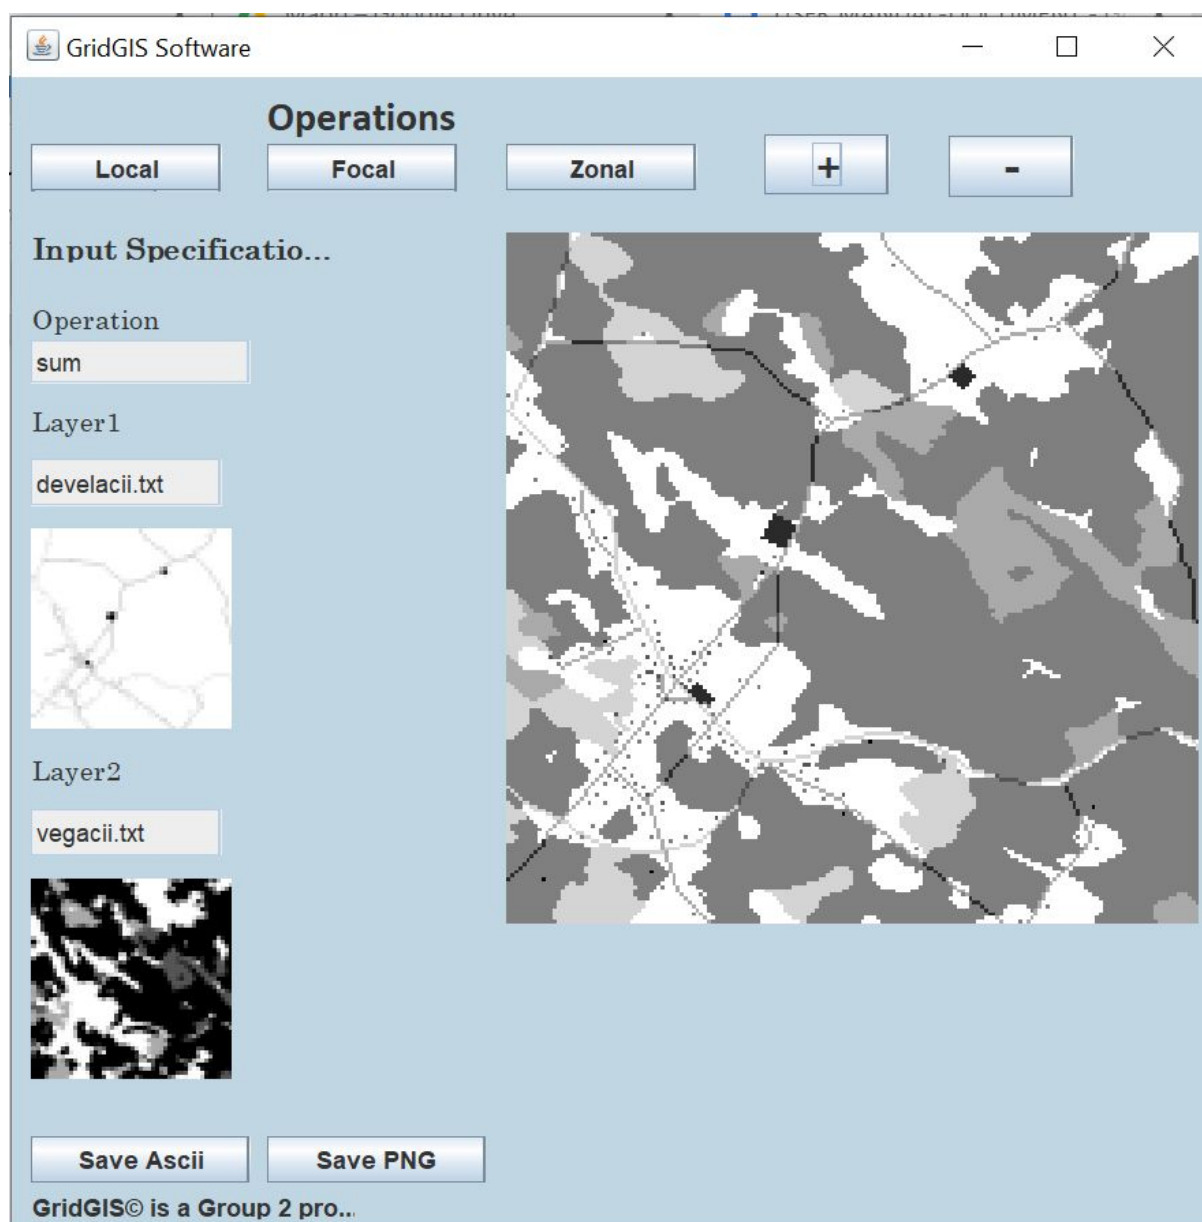 GridGIS Software
Operations
Local Focal Zonal + -
Input Specificatio...
Operation
sum
Layer1
develacii.txt
Layer2
vegacii.txt
Save Ascii Save PNG
GridGIS© is a Group 2 pro...